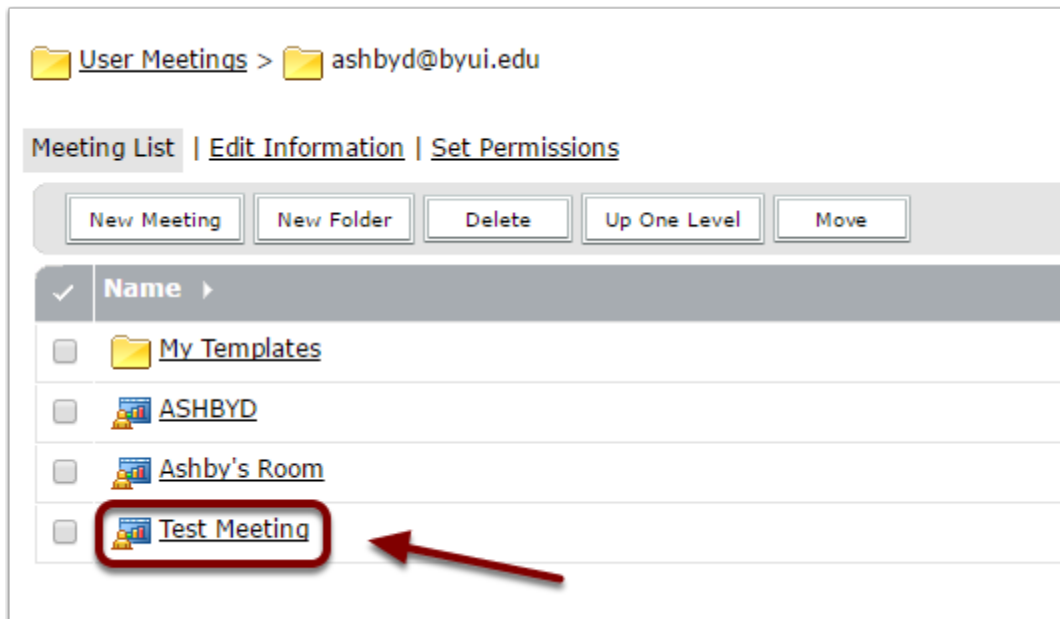 User Meetings > ashbyd@byui.edu
Meeting List | Edit Information | Set Permissions
New Meeting New Folder Delete Up One Level Move
Name
My Templates
ASHBYD
Ashby's Room
Test Meeting